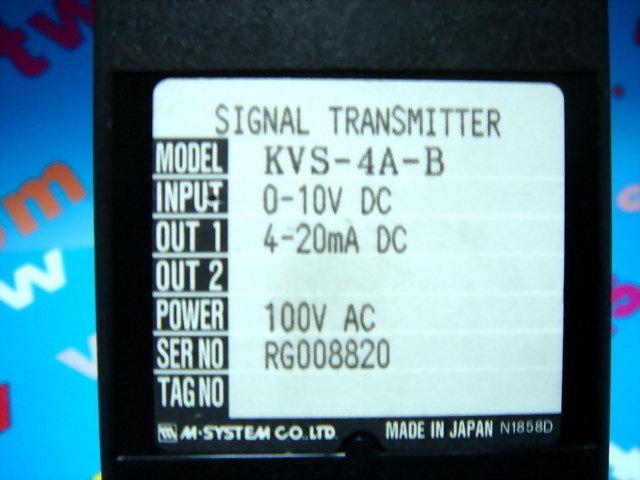 SIGNAL TRANSMITTER
MODEL KVS-4A-B
INPUT 0-10V DC
OUT 1 4-20mA DC
OUT 2
POWER 100V AC
SER NO RG008820
TAG NO
M-SYSTEM CO.,LTD. MADE IN JAPAN N1858D